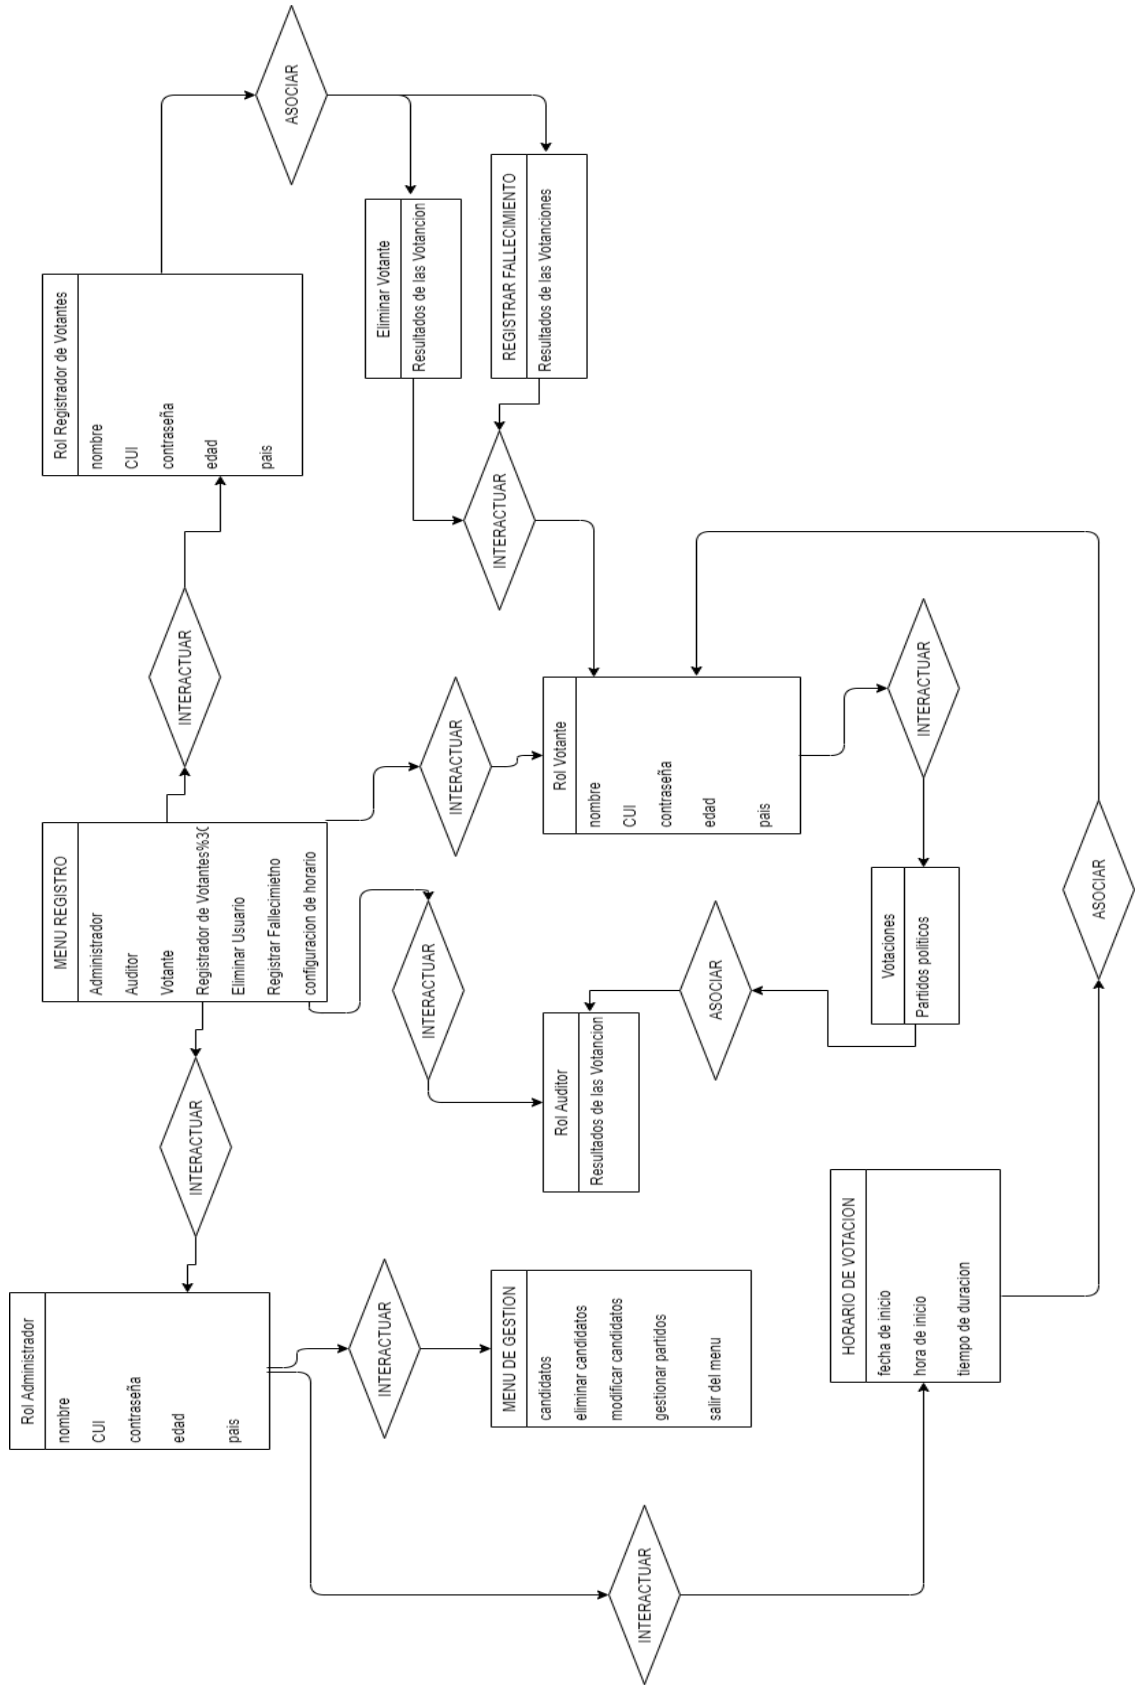 Rol Administrador
nombre
CUI
contraseña
edad
pais
INTERACTUAR
MENU REGISTRO
Administrador
Auditor
Votante
Registrador de Votantes%3C
Eliminar Usuario
Registrar Fallecimietno
configuracion de horario
INTERACTUAR
Rol Registrador de Votantes
nombre
CUI
contraseña
edad
pais
ASOCIAR
INTERACTUAR
MENU DE GESTION
candidatos
eliminar candidatos
modificar candidatos
gestionar partidos
salir del menu
INTERACTUAR
INTERACTUAR
Eliminar Votante
Resultados de las Votancion
REGISTRAR FALLECIMIENTO
Resultados de las Votanciones
INTERACTUAR
Rol Auditor
Resultados de las Votancion
Rol Votante
nombre
CUI
contraseña
edad
pais
INTERACTUAR
ASOCIAR
HORARIO DE VOTACION
fecha de inicio
hora de inicio
tiempo de duracion
Votaciones
Partidos politicos
INTERACTUAR
ASOCIAR